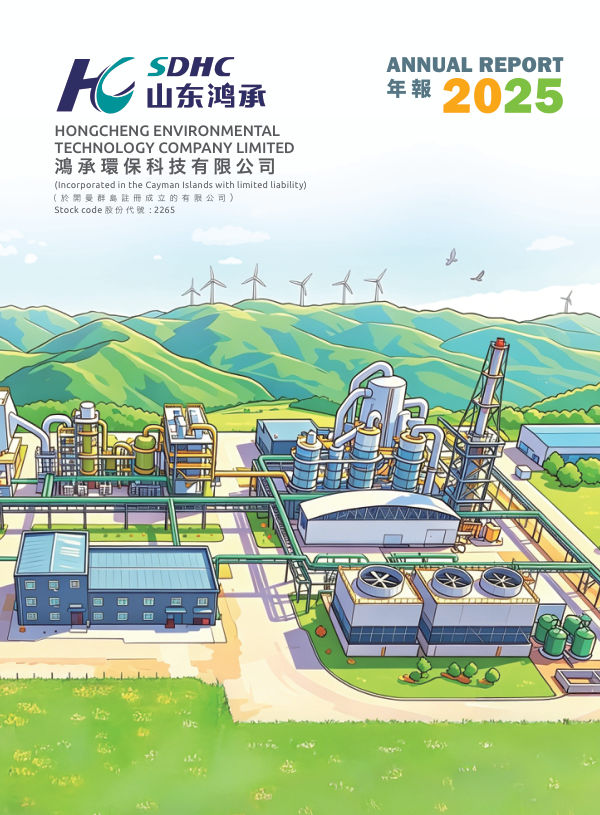 SDHC
山东鸿承
HONGCHENG ENVIRONMENTAL
TECHNOLOGY COMPANY LIMITED
鴻承環保科技有限公司
(Incorporated in the Cayman Islands with limited liability)
(於開曼群島註冊成立的有限公司)
Stock code 股份代號 : 2265
ANNUAL REPORT
年報 2025